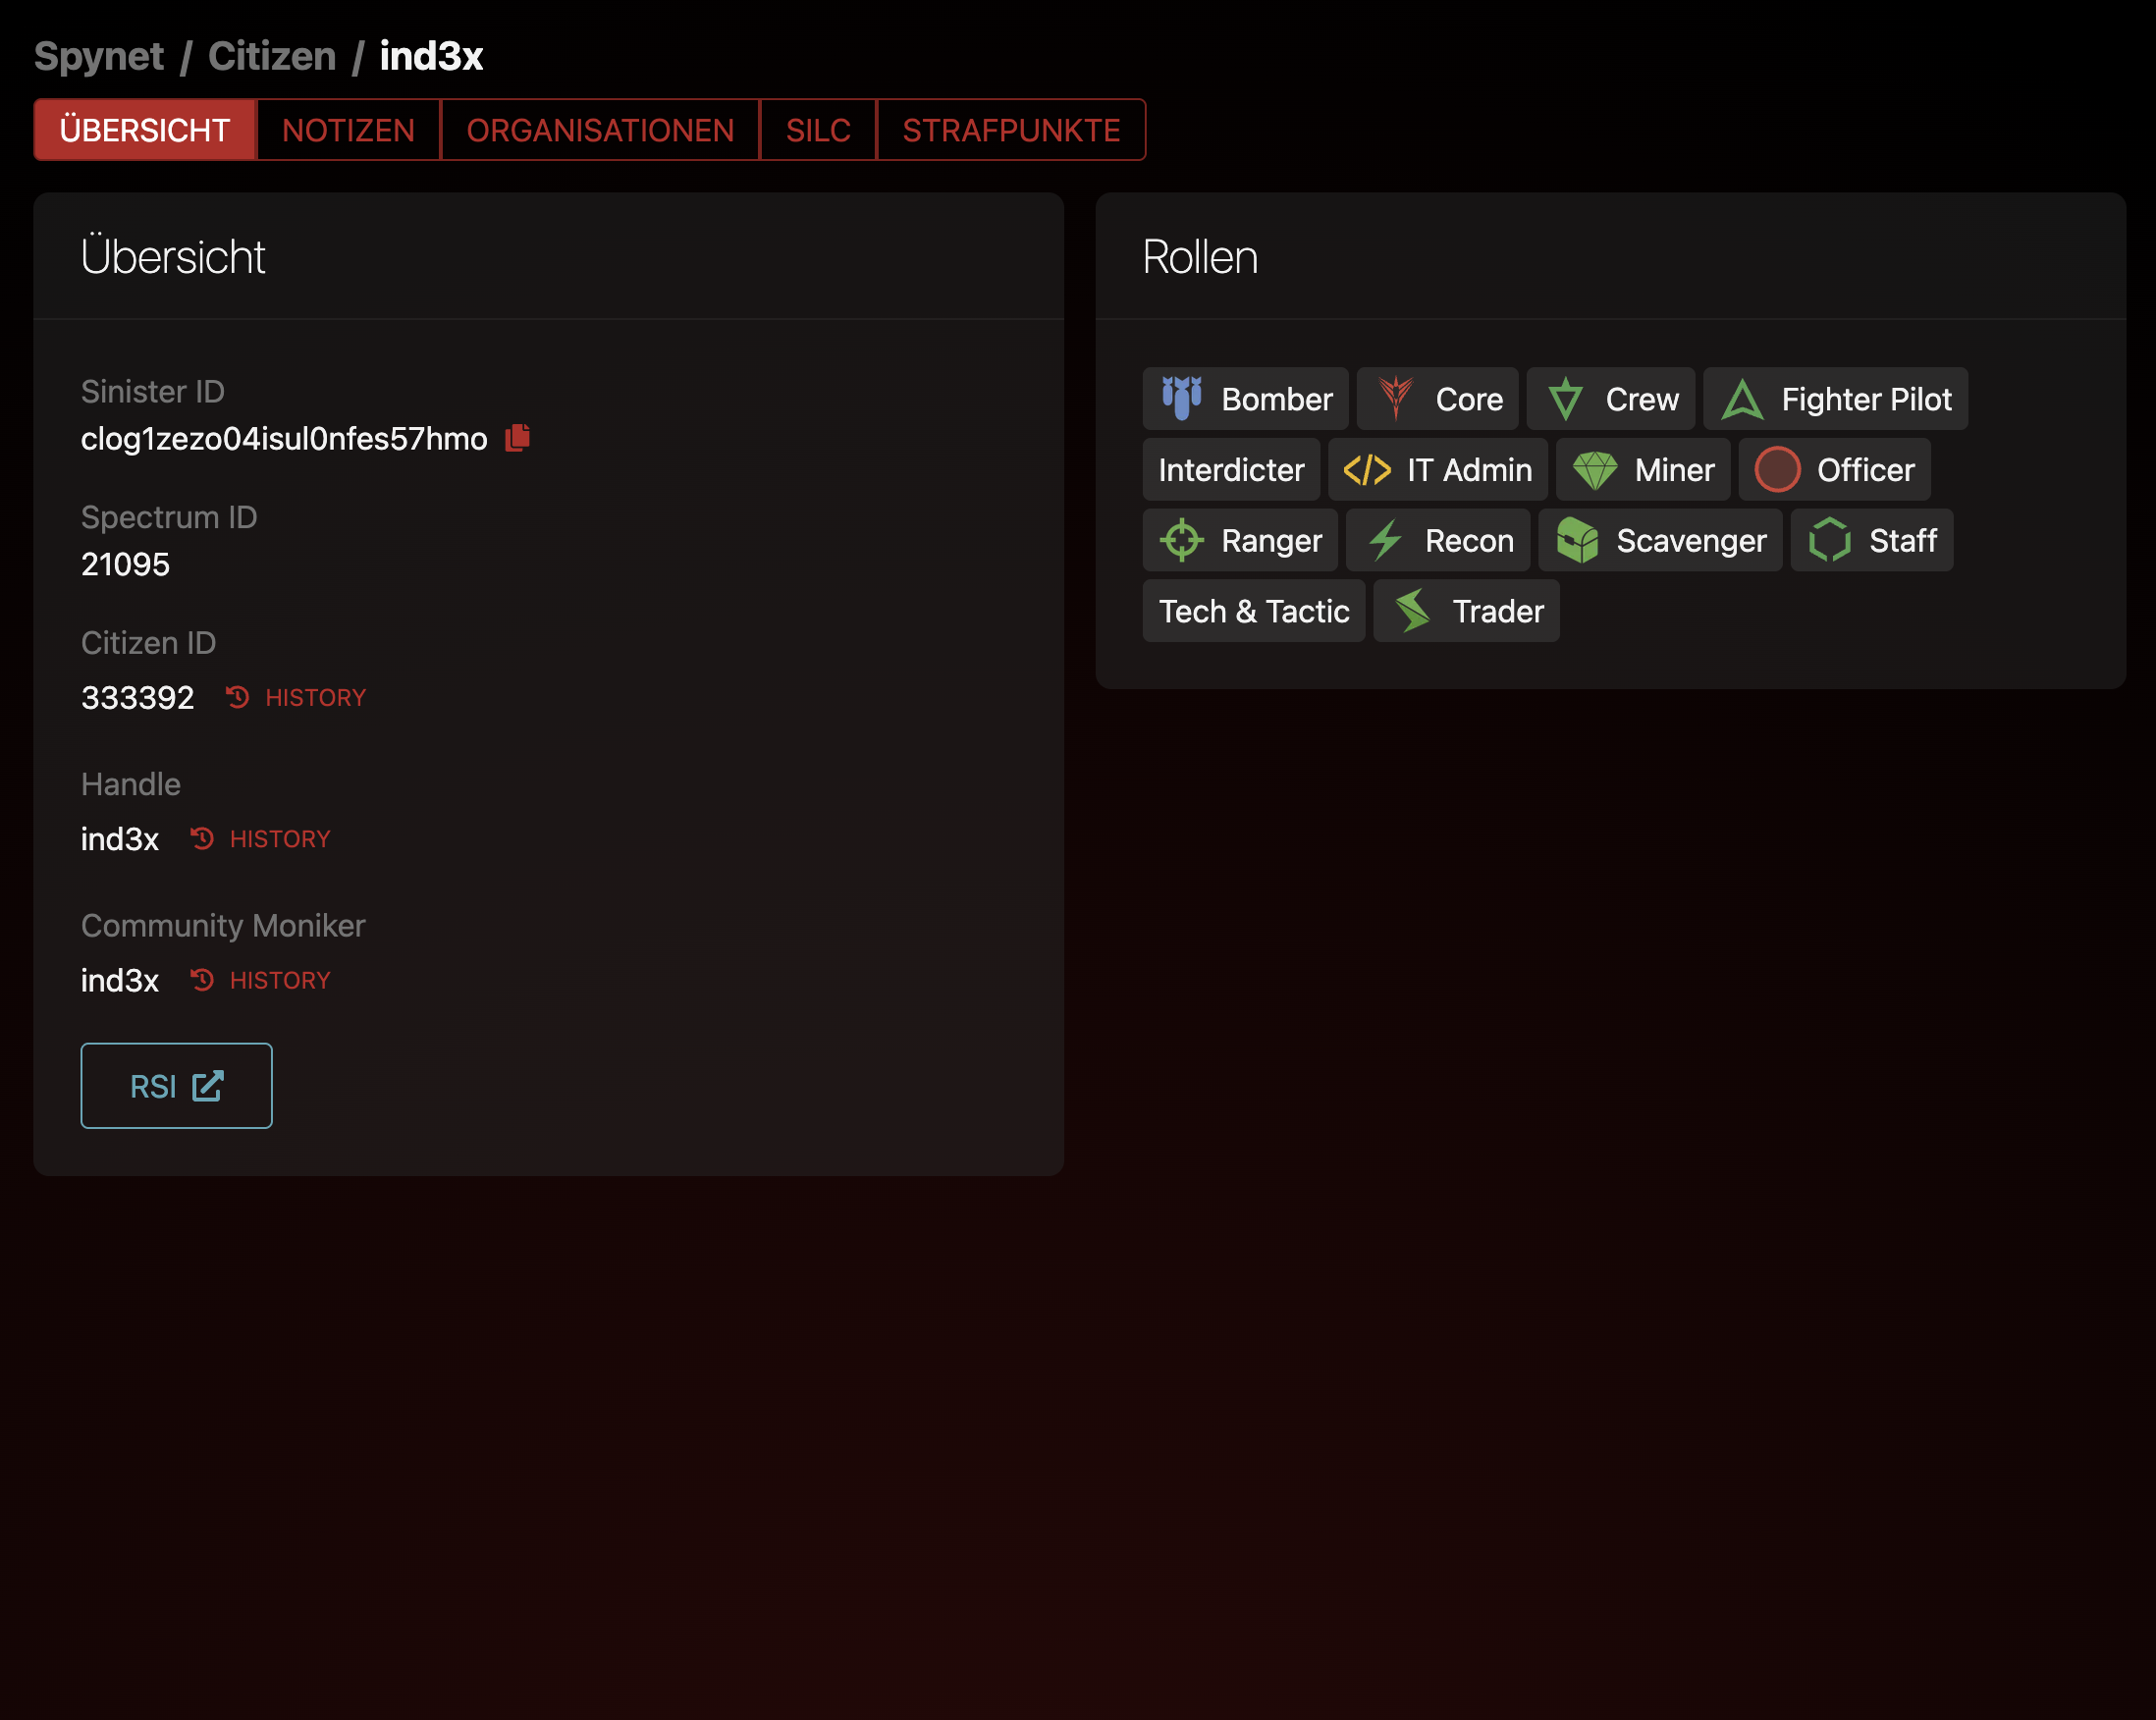 Spynet / Citizen / ind3x
ÜBERSICHT NOTIZEN ORGANISATIONEN SILC STRAFPUNKTE
Übersicht
Sinister ID
clog1zezo04isul0nfes57hmo
Spectrum ID
21095
Citizen ID
333392 HISTORY
Handle
ind3x HISTORY
Community Moniker
ind3x HISTORY
RSI
Rollen
Bomber Core Crew Fighter Pilot
Interdicter IT Admin Miner Officer
Ranger Recon Scavenger Staff
Tech & Tactic Trader